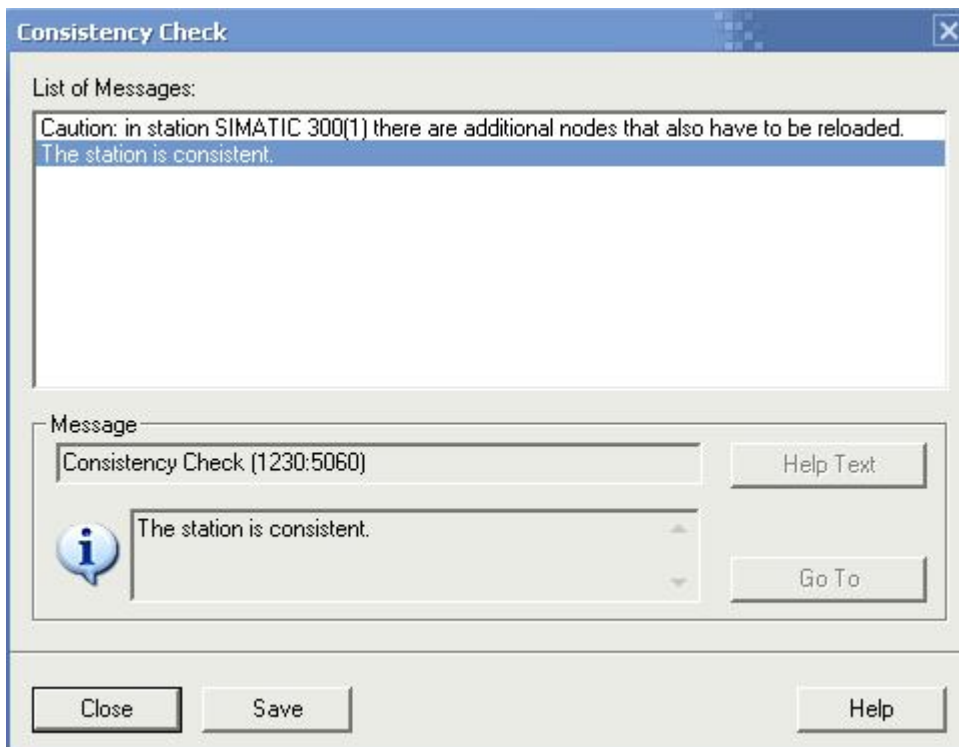 Consistency Check
List of Messages:
Caution: in station SIMATIC 300(1) there are additional nodes that also have to be reloaded.
The station is consistent.
Message
Consistency Check (1230:5060)
Help Text
The station is consistent.
Go To
Close
Save
Help